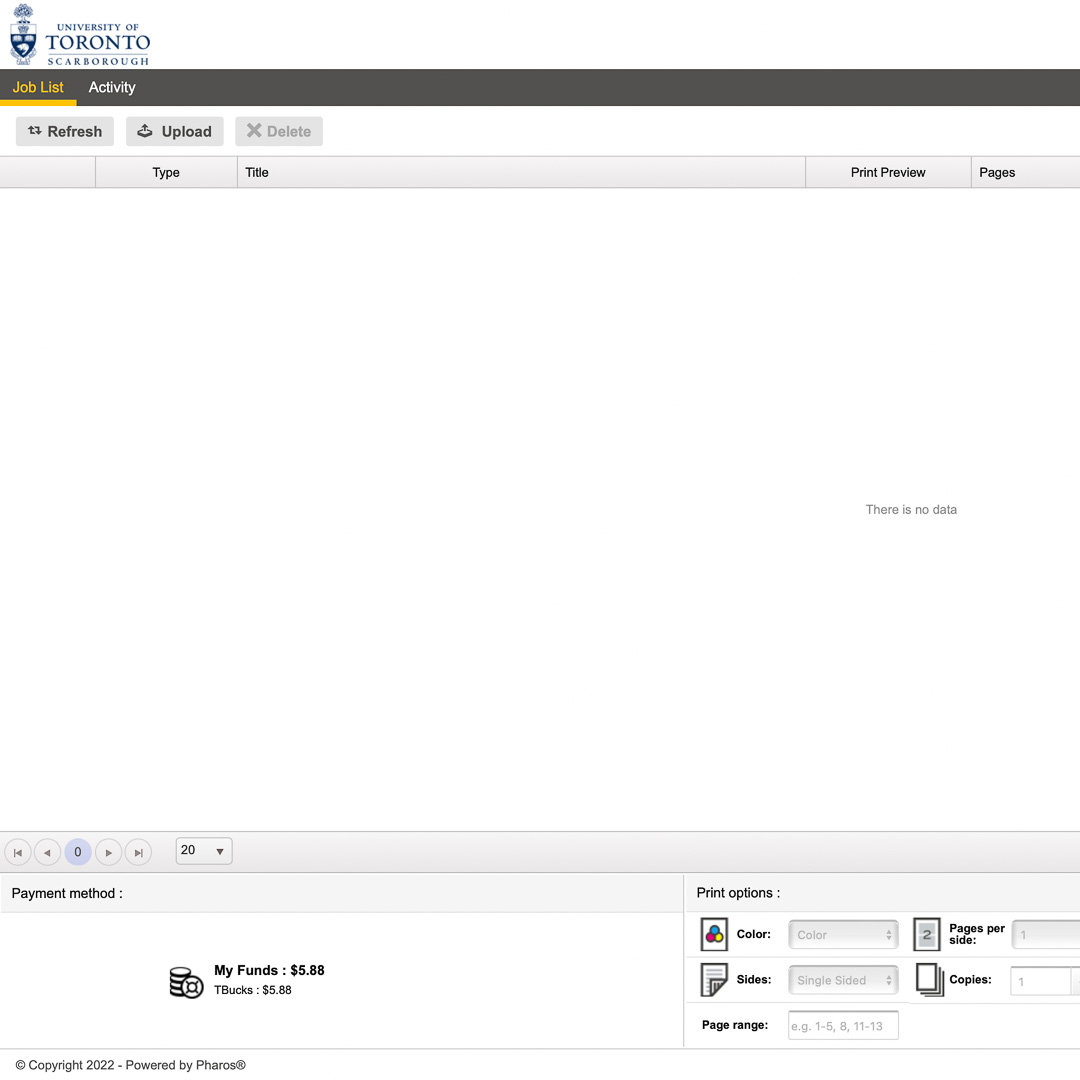 UNIVERSITY OF
TORONTO
SCARBOROUGH
Job List Activity
Refresh Upload Delete
Type Title Print Preview Pages
There is no data
0 20
Payment method :
Print options :
Color: Color
2 Pages per side: 1
My Funds : $5.88
TBucks : $5.88
Sides: Single Sided
Copies: 1
Page range: e.g. 1-5, 8, 11-13
© Copyright 2022 - Powered by Pharos®